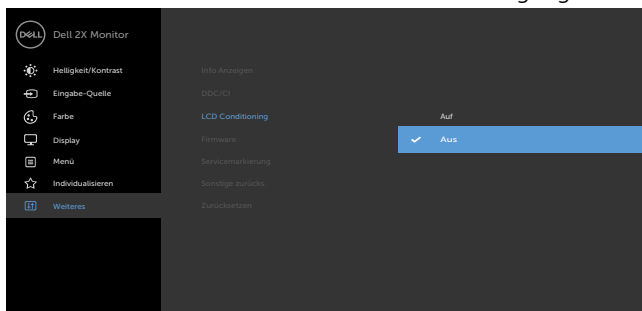 DELL
Dell 2X Monitor
Helligkeit/Kontrast
Info Anzeigen
Eingabe-Quelle
DDC/CI
Farbe
LCD Conditioning
Auf
Display
Firmware
Aus
Menü
Servicemarkierung
Individualisieren
Sonstige zurücks.
Weiteres
Zurücksetzen